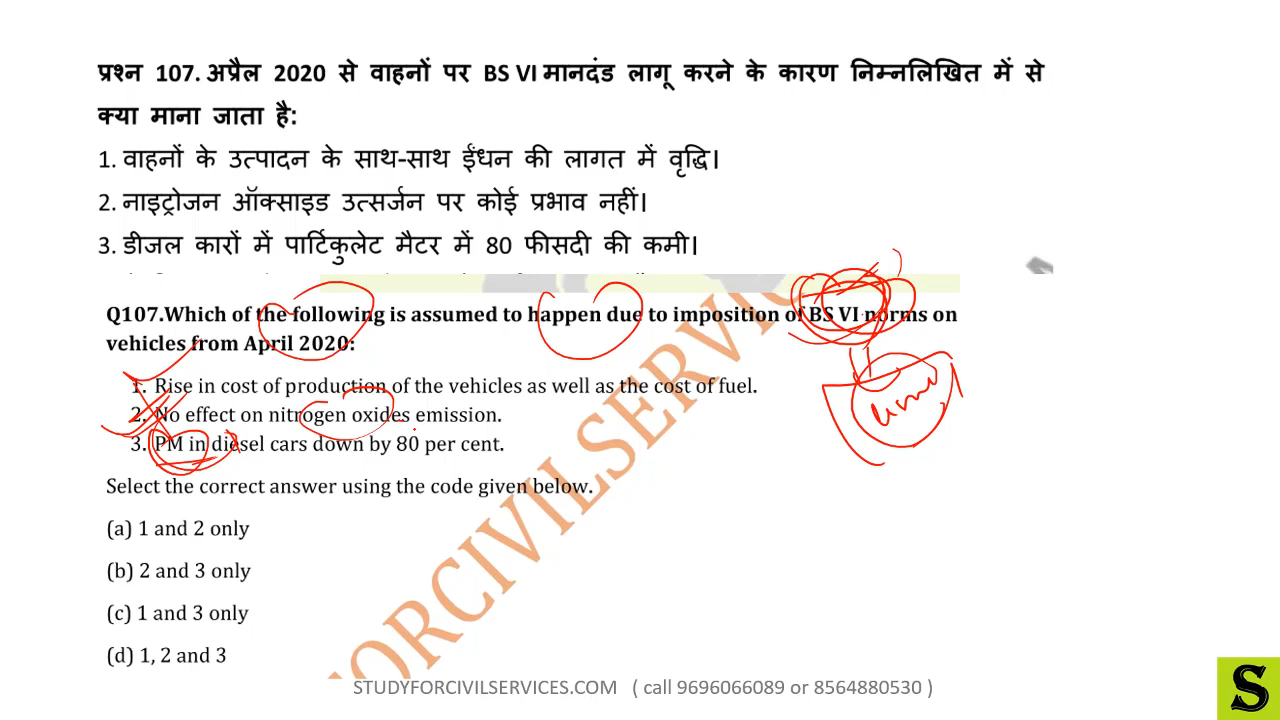 प्रश्न 107. अप्रैल 2020 से वाहनों पर BS VI मानदंड लागू करने के कारण निम्नलिखित में से
क्या माना जाता है:
1. वाहनों के उत्पादन के साथ-साथ ईंधन की लागत में वृद्धि।
2. नाइट्रोजन ऑक्साइड उत्सर्जन पर कोई प्रभाव नहीं।
3. डीजल कारों में पार्टिकुलेट मैटर में 80 फीसदी की कमी।
Q107.Which of the following is assumed to happen due to imposition of BS VI norms on
vehicles from April 2020:
1. Rise in cost of production of the vehicles as well as the cost of fuel.
2. No effect on nitrogen oxides emission.
3. PM in diesel cars down by 80 per cent.
Select the correct answer using the code given below.
(a) 1 and 2 only
(b) 2 and 3 only
(c) 1 and 3 only
(d) 1, 2 and 3
FORCIVILSERVICES
STUDYFORCIVILSERVICES.COM ( call 9696066089 or 8564880530 )
S